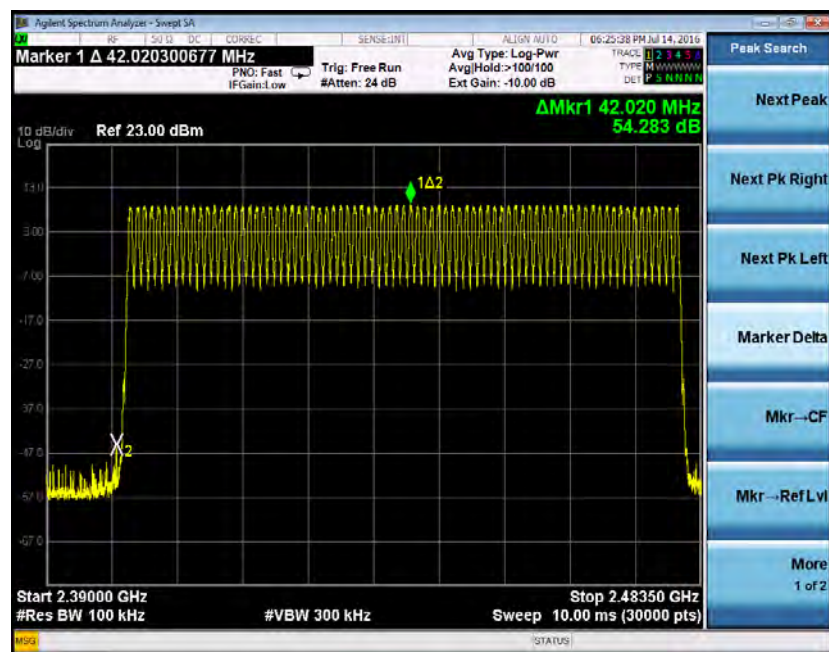 Agilent Spectrum Analyzer - Swept SA
RF 50 Ω DC CORREC SENSE:INT ALIGN AUTO 06:25:38 PM Jul 14, 2016
Marker 1 Δ 42.020300677 MHz
PNO: Fast
IFGain:Low
Trig: Free Run
#Atten: 24 dB
Avg Type: Log-Pwr
Avg|Hold:>100/100
Ext Gain: -10.00 dB
TRACE 1 2 3 4 5 6
TYPE M W W W W W
DET P S N N N N
Peak Search
ΔMkr1 42.020 MHz
54.283 dB
10 dB/div Ref 23.00 dBm
Log
Next Peak
13.0
1Δ2
Next Pk Right
3.00
Next Pk Left
-7.00
-17.0
Marker Delta
-27.0
-37.0
Mkr→CF
-47.0
2
-57.0
Mkr→Ref Lvl
-67.0
More
1 of 2
Start 2.39000 GHz Stop 2.48350 GHz
#Res BW 100 kHz #VBW 300 kHz Sweep 10.00 ms (30000 pts)
MSG STATUS